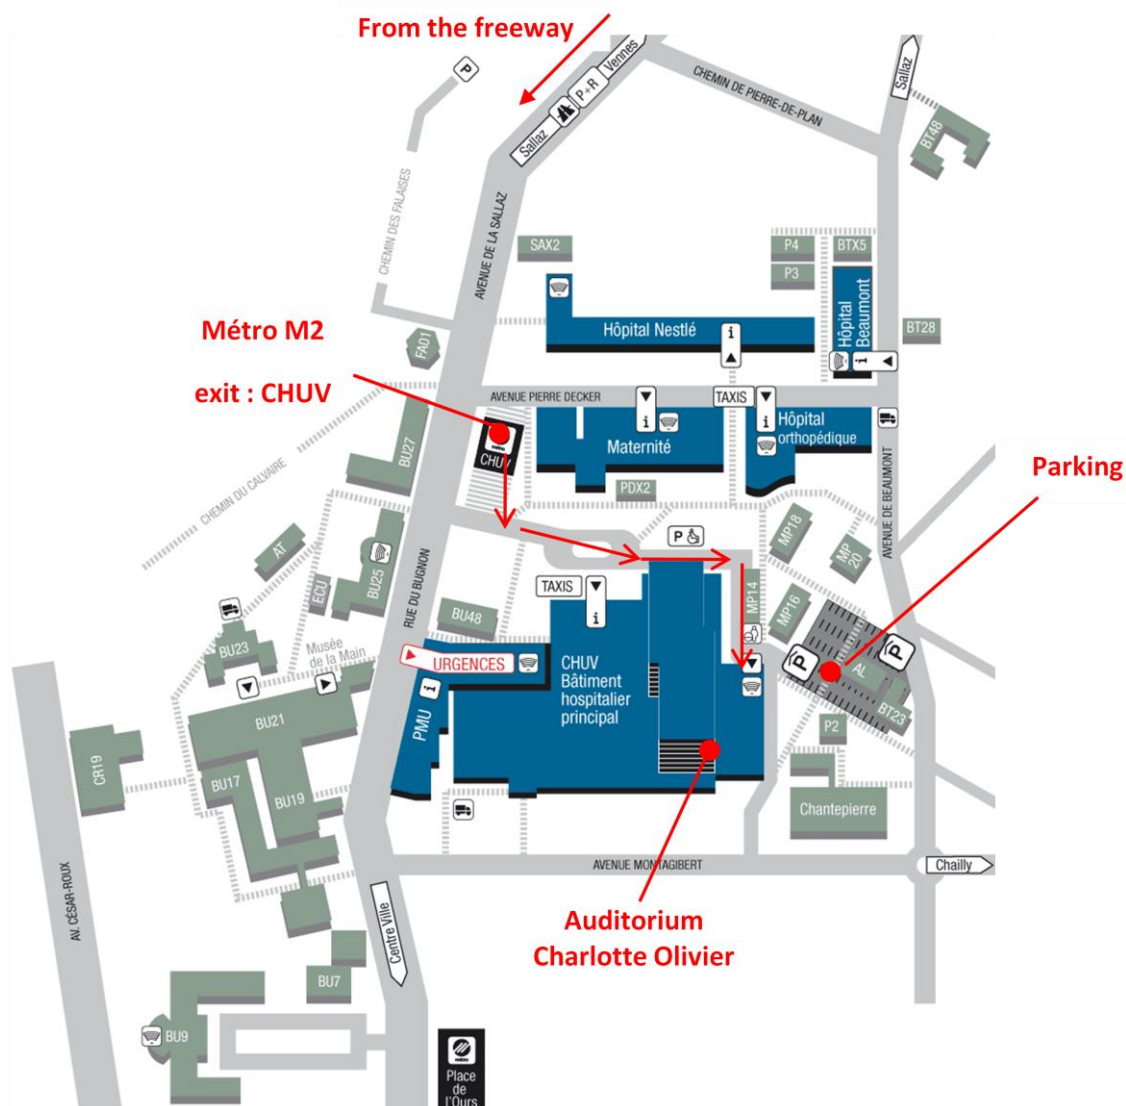 From the freeway
Vennes
P+R
Sallaz
Sallaz
P
CHEMIN DE PIERRE-DE-PLAN
BT48
CHEMIN DES FALAISES
AVENUE DE LA SALLAZ
SAX2
P4
BTX5
P3
Hôpital Nestlé
i
Hôpital
Beaumont
i
BT28
Métro M2
exit : CHUV
FA01
AVENUE PIERRE DECKER
TAXIS
i
i
Hôpital
orthopédique
Maternité
métro
CHUV
BU27
PDX2
Parking
CHEMIN DU CALVAIRE
AVENUE DE BEAUMONT
AT
BU25
ECU
RUE DU BUGNON
P
MP18
MP
20
MP14
MP16
TAXIS
i
BU48
BU23
Musée
de la Main
URGENCES
i
PMU
CHUV
Bâtiment
hospitalier
principal
P
P
AL
BT23
P2
BU21
CR19
BU17
BU19
Chantepierre
AVENUE MONTAGIBERT
Chailly
AV. CÉSAR-ROUX
Centre Ville
Auditorium
Charlotte Olivier
BU7
BU9
métro
Place
de
l'Ours